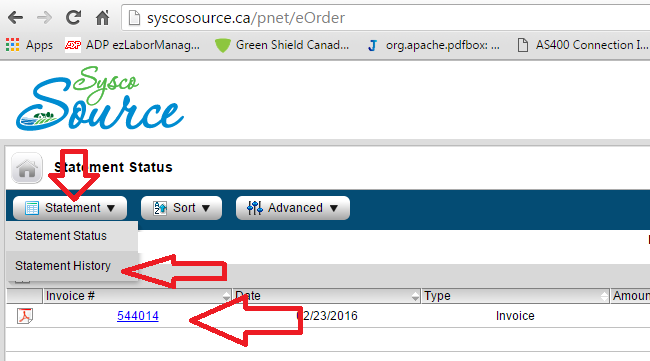 syscosource.ca/pnet/eOrder
Apps ADP ezLaborManag... Green Shield Canad... org.apache.pdfbox: ... AS400 Connection I...
Sysco
Source
Statement Status
Statement Sort Advanced
Statement Status
Statement History
Invoice # Date Type Amoun
544014 02/23/2016 Invoice